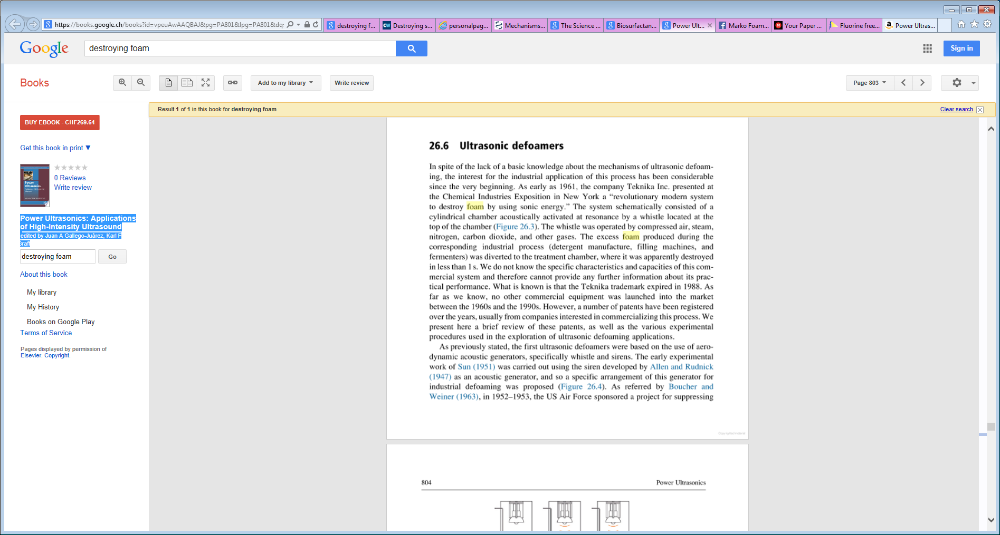 https://books.google.ch/books?id=vpeuAwAAQBAJ&pg=PA801&lpg=PA801&dq=
destroying f...
Destroying s...
personalpag...
Mechanisms...
The Science ...
Biosurfactan...
Power Ult...
Marko Foam...
Your Paper ...
Fluorine free...
Power Ultras...
Google
destroying foam
Sign in
Books
Add to my library
Write review
Page 803
Result 1 of 1 in this book for destroying foam
Clear search
BUY EBOOK - CHF269.64
Get this book in print ▼
0 Reviews
Write review
Power Ultrasonics
Power Ultrasonics: Applications
of High-Intensity Ultrasound
edited by Juan A Gallego-Juárez, Karl F
Graff
destroying foam
Go
About this book
My library
My History
Books on Google Play
Terms of Service
Pages displayed by permission of
Elsevier. Copyright.
26.6 Ultrasonic defoamers
In spite of the lack of a basic knowledge about the mechanisms of ultrasonic defoam-
ing, the interest for the industrial application of this process has been considerable
since the very beginning. As early as 1961, the company Teknika Inc. presented at
the Chemical Industries Exposition in New York a “revolutionary modern system
to destroy foam by using sonic energy.” The system schematically consisted of a
cylindrical chamber acoustically activated at resonance by a whistle located at the
top of the chamber (Figure 26.3). The whistle was operated by compressed air, steam,
nitrogen, carbon dioxide, and other gases. The excess foam produced during the
corresponding industrial process (detergent manufacture, filling machines, and
fermenters) was diverted to the treatment chamber, where it was apparently destroyed
in less than 1 s. We do not know the specific characteristics and capacities of this com-
mercial system and therefore cannot provide any further information about its prac-
tical performance. What is known is that the Teknika trademark expired in 1988. As
far as we know, no other commercial equipment was launched into the market
between the 1960s and the 1990s. However, a number of patents have been registered
over the years, usually from companies interested in commercializing this process. We
present here a brief review of these patents, as well as the various experimental
procedures used in the exploration of ultrasonic defoaming applications.
As previously stated, the first ultrasonic defoamers were based on the use of aero-
dynamic acoustic generators, specifically whistle and sirens. The early experimental
work of Sun (1951) was carried out using the siren developed by Allen and Rudnick
(1947) as an acoustic generator, and so a specific arrangement of this generator for
industrial defoaming was proposed (Figure 26.4). As referred by Boucher and
Weiner (1963), in 1952–1953, the US Air Force sponsored a project for suppressing
Copyrighted material
804
Power Ultrasonics